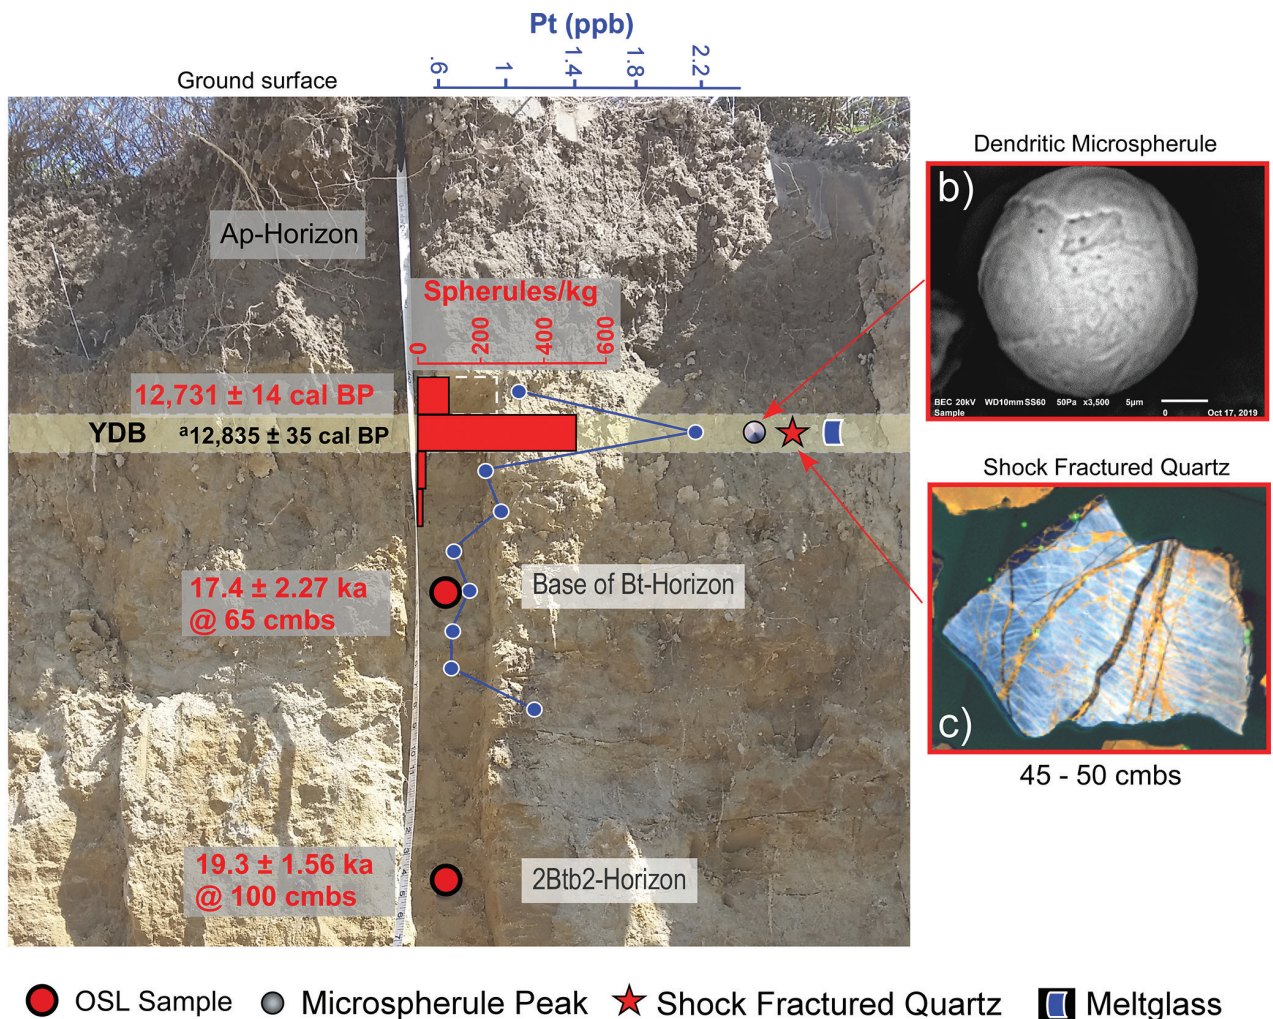 Pt (ppb)
.6 1 1.4 1.8 2.2
Ground surface
Ap-Horizon
Spherules/kg
0 200 400 600
12,731 ± 14 cal BP
YDB a12,835 ± 35 cal BP
17.4 ± 2.27 ka
@ 65 cmbs
Base of Bt-Horizon
19.3 ± 1.56 ka
@ 100 cmbs
2Btb2-Horizon
Dendritic Microspherule
b)
BEC 20kV WD10mm SS60 50Pa x3,500 5µm
Sample 0 Oct 17, 2019
Shock Fractured Quartz
c)
45 - 50 cmbs
OSL Sample Microspherule Peak Shock Fractured Quartz Meltglass